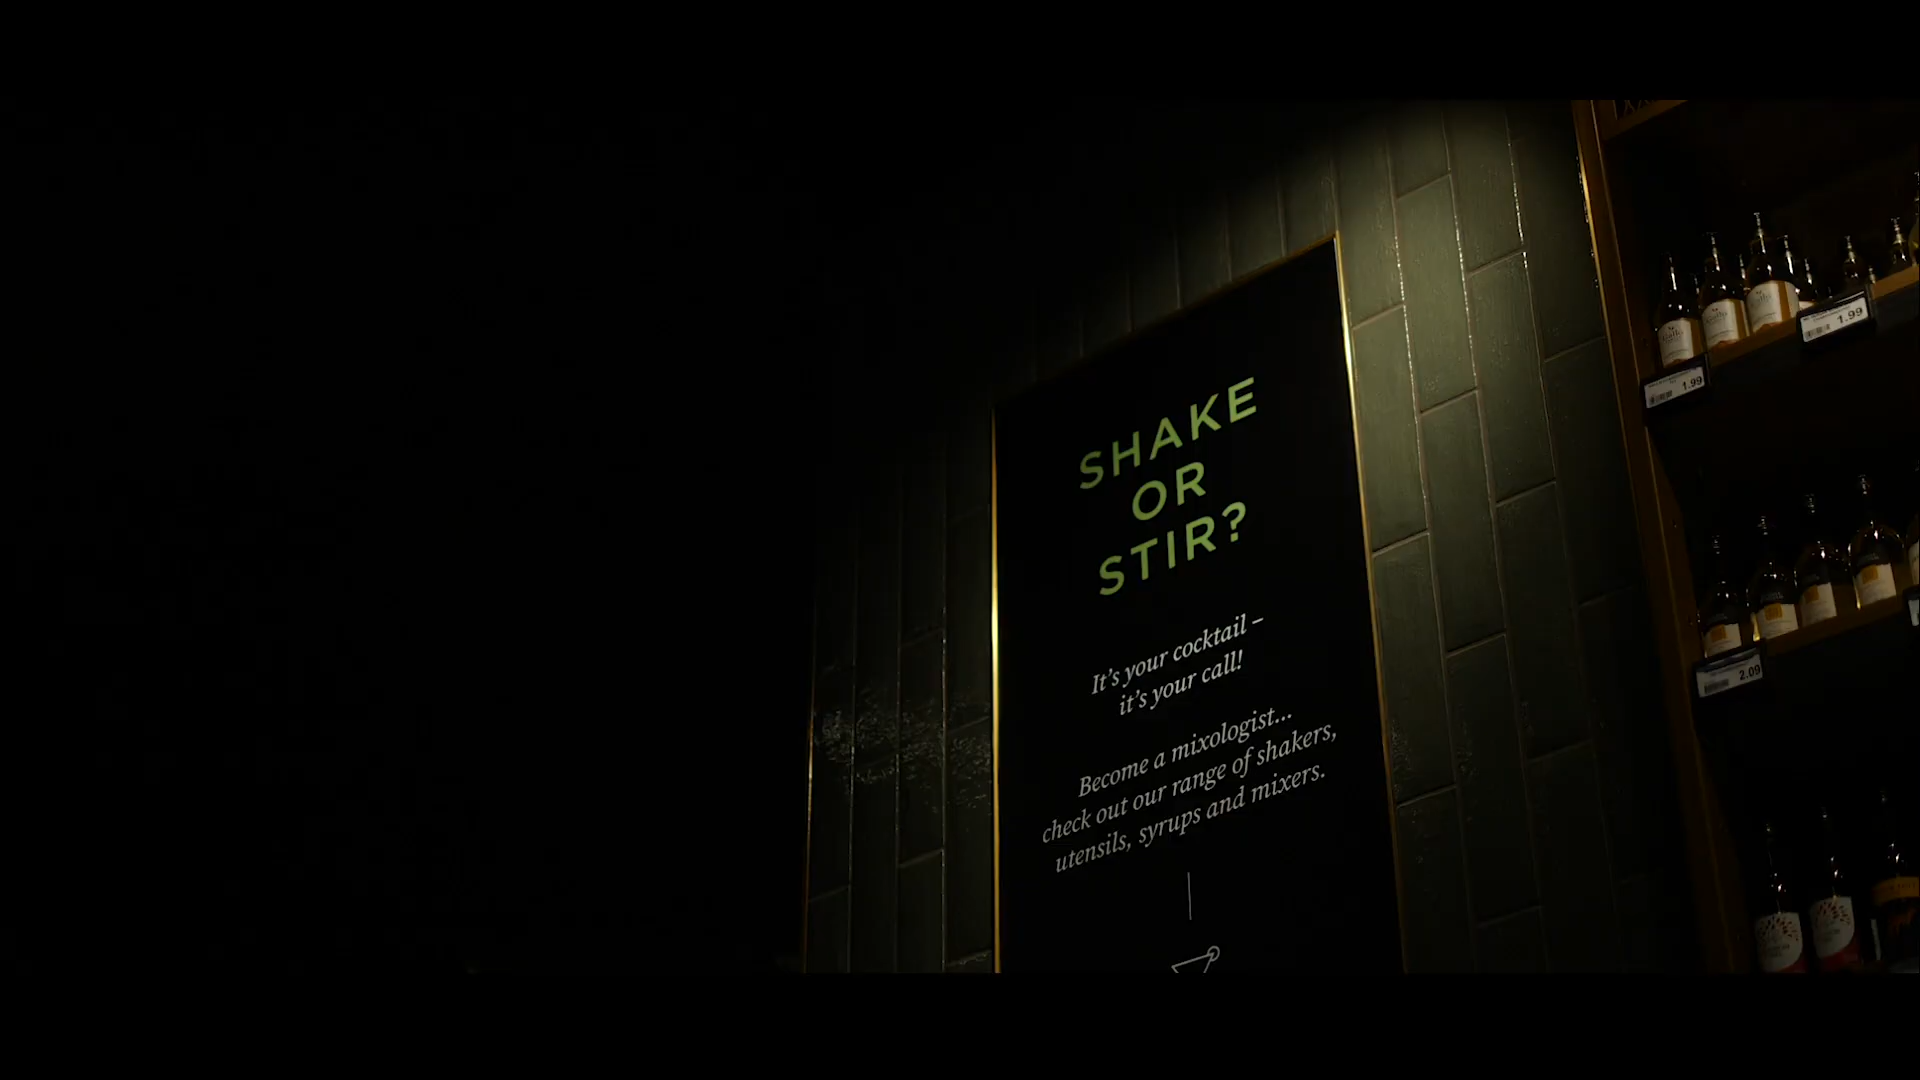 SHAKE
OR
STIR?
It's your cocktail –
it's your call!
Become a mixologist...
check out our range of shakers,
utensils, syrups and mixers.
1.99
1.99
2.09